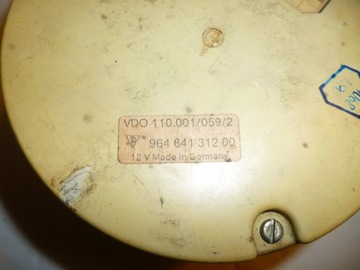 VDO 110.001/059/2
964 641 312 00
12 V Made in Germany